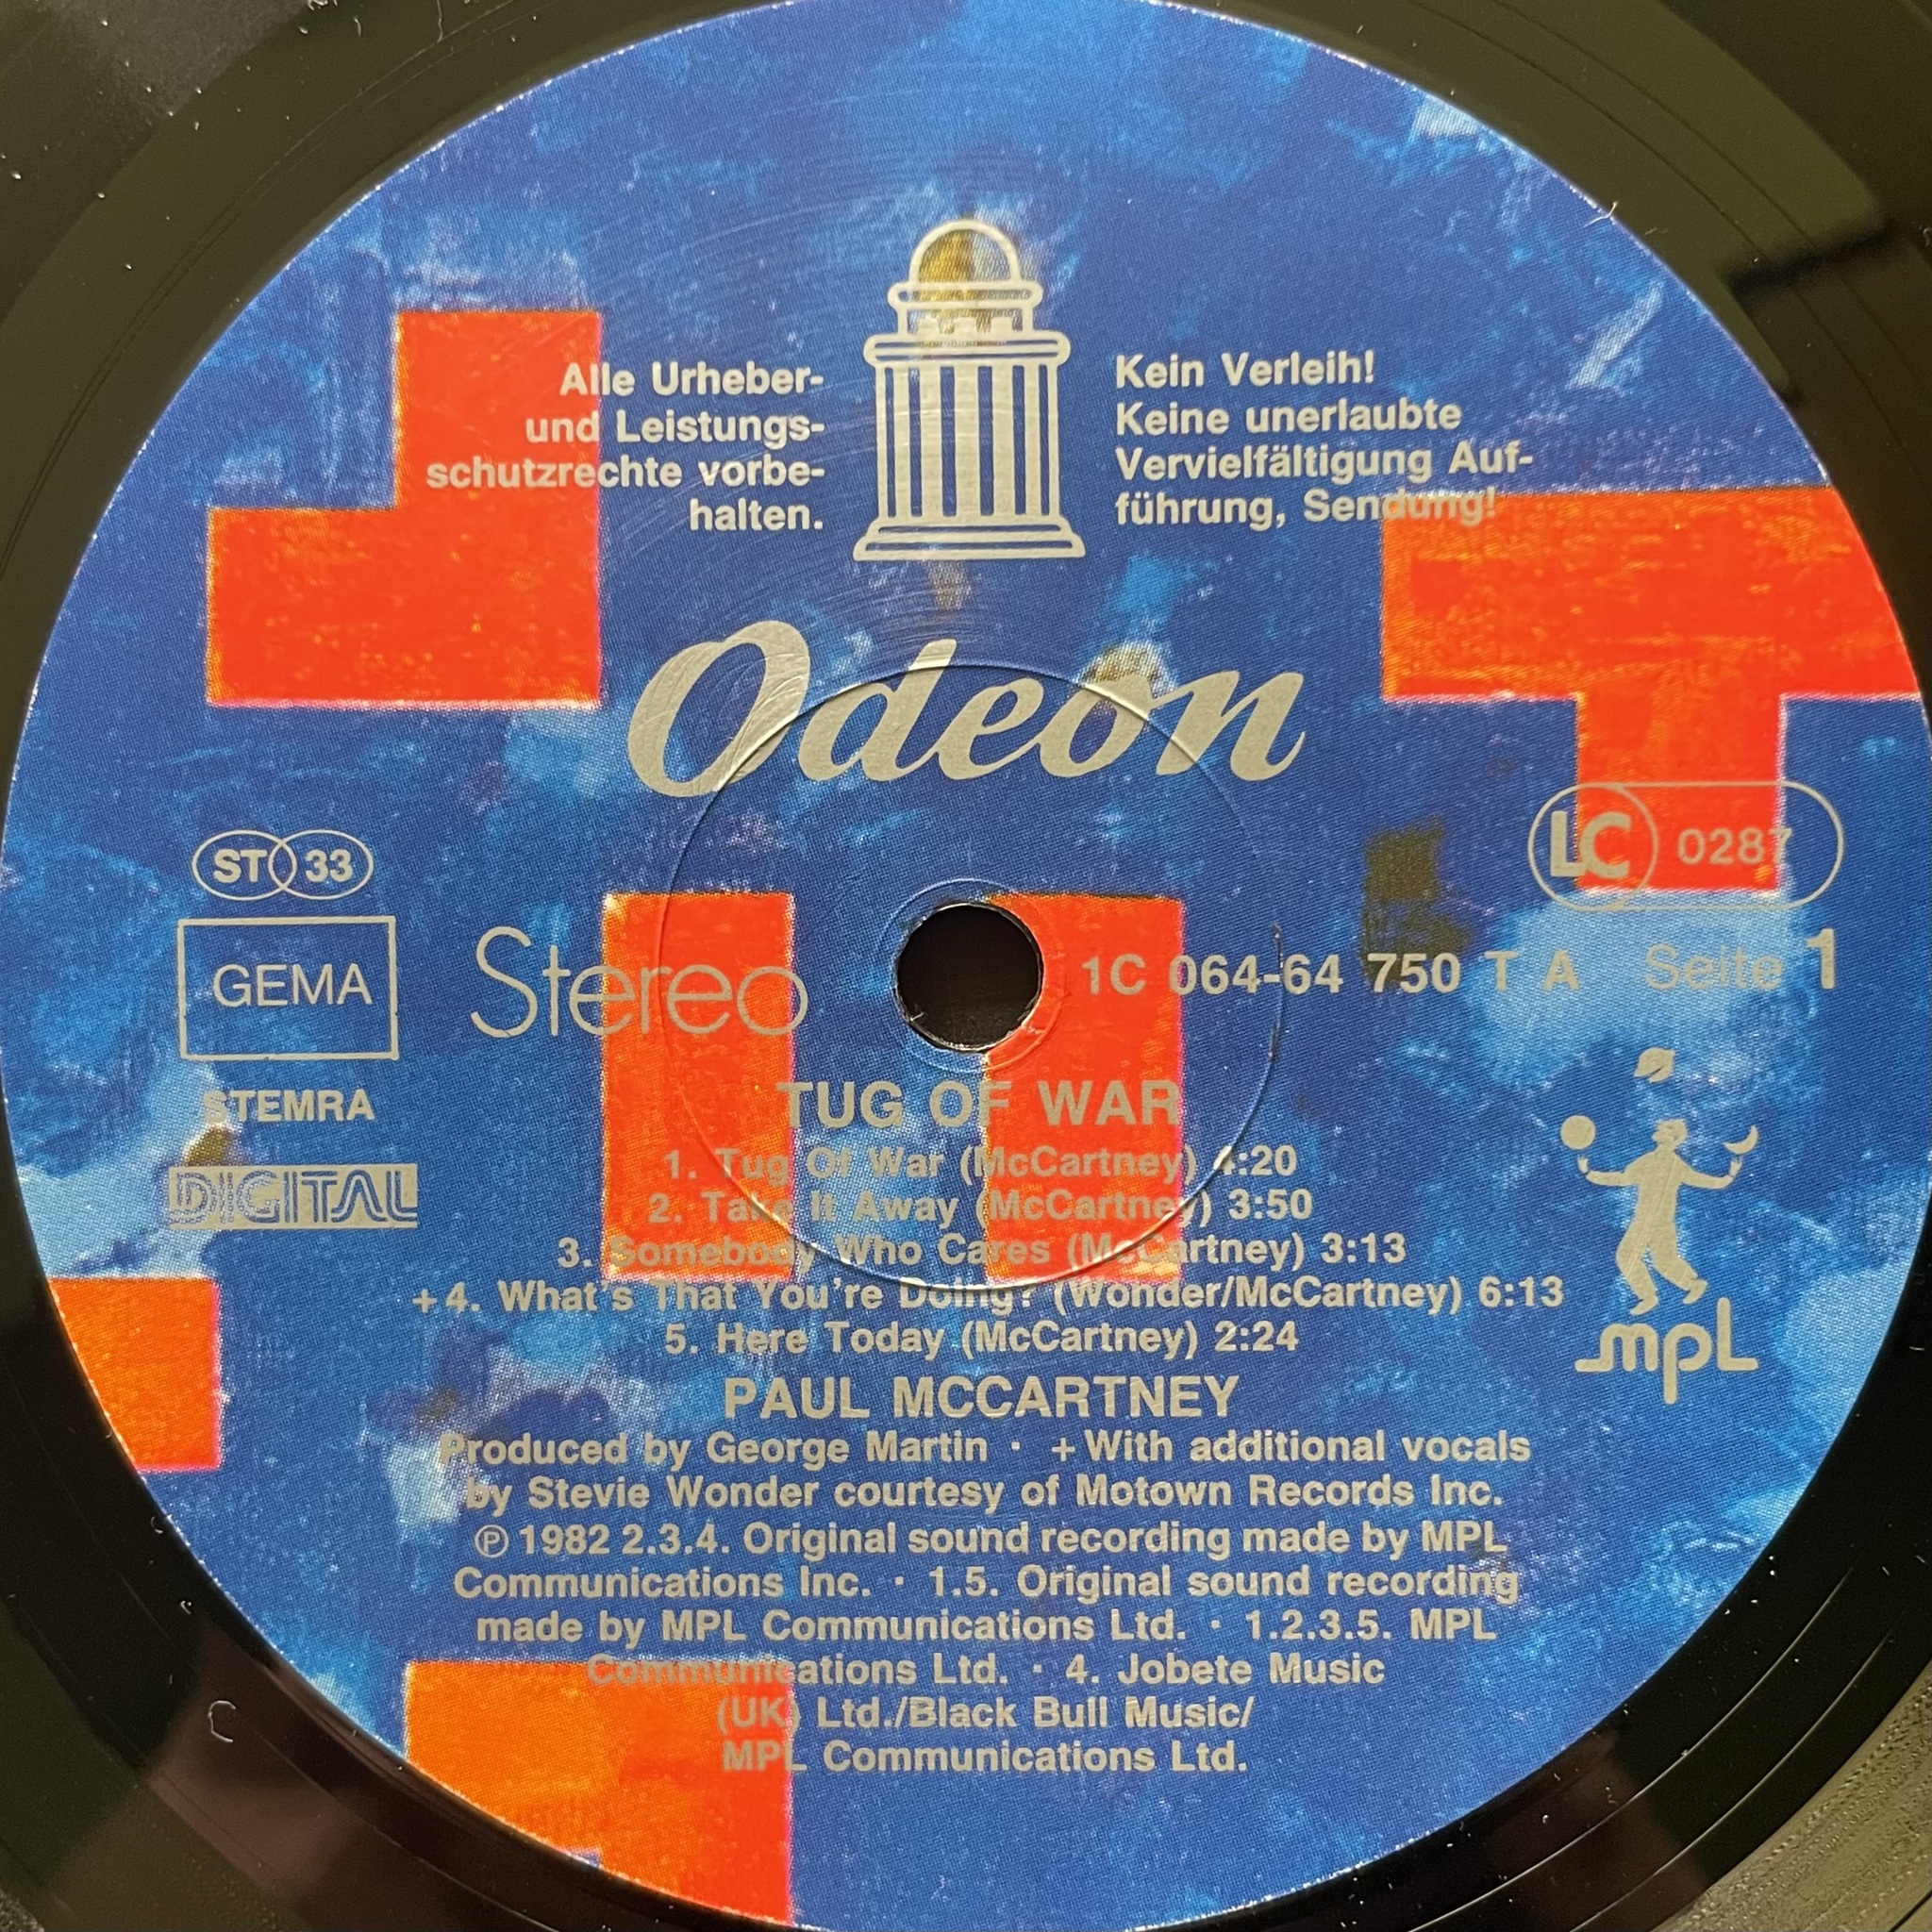 Alle Urheber-
und Leistungs-
schutzrechte vorbe-
halten.
Kein Verleih!
Keine unerlaubte
Vervielfältigung Auf-
führung, Sendung!
Odeon
ST 33
LC 0287
GEMA
Stereo
1C 064-64 750 T A Seite 1
STEMRA
DIGITAL
TUG OF WAR
1. Tug Of War (McCartney) 4:20
2. Take It Away (McCartney) 3:50
3. Somebody Who Cares (McCartney) 3:13
+4. What's That You're Doing? (Wonder/McCartney) 6:13
5. Here Today (McCartney) 2:24
mpL
PAUL MCCARTNEY
Produced by George Martin · +With additional vocals
by Stevie Wonder courtesy of Motown Records Inc.
℗ 1982 2.3.4. Original sound recording made by MPL
Communications Inc. · 1.5. Original sound recording
made by MPL Communications Ltd. · 1.2.3.5. MPL
Communications Ltd. · 4. Jobete Music
(UK) Ltd./Black Bull Music/
MPL Communications Ltd.